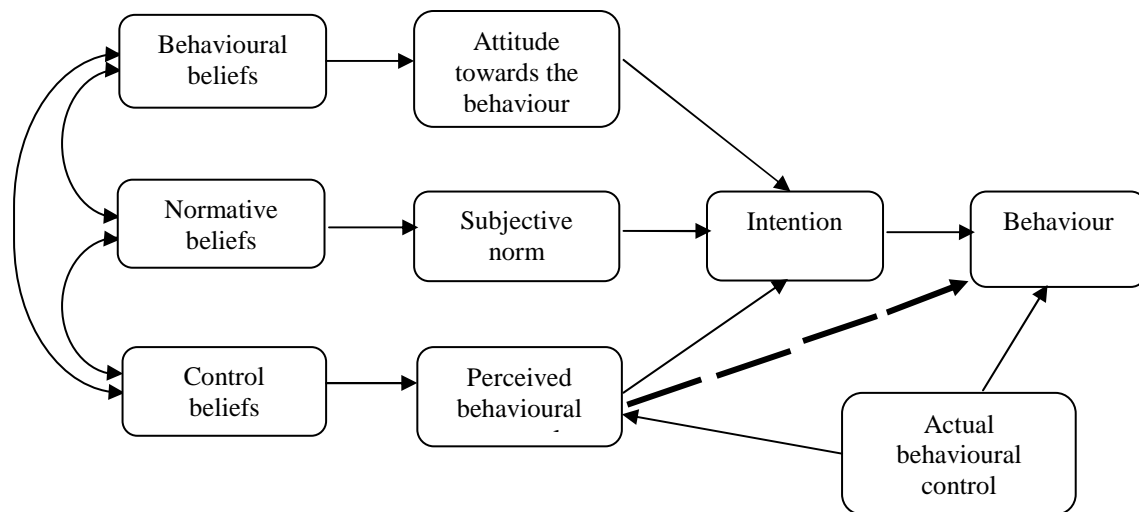 Behavioural
beliefs
Attitude
towards the
behaviour
Normative
beliefs
Subjective
norm
Intention
Behaviour
Control
beliefs
Perceived
behavioural
Actual
behavioural
control